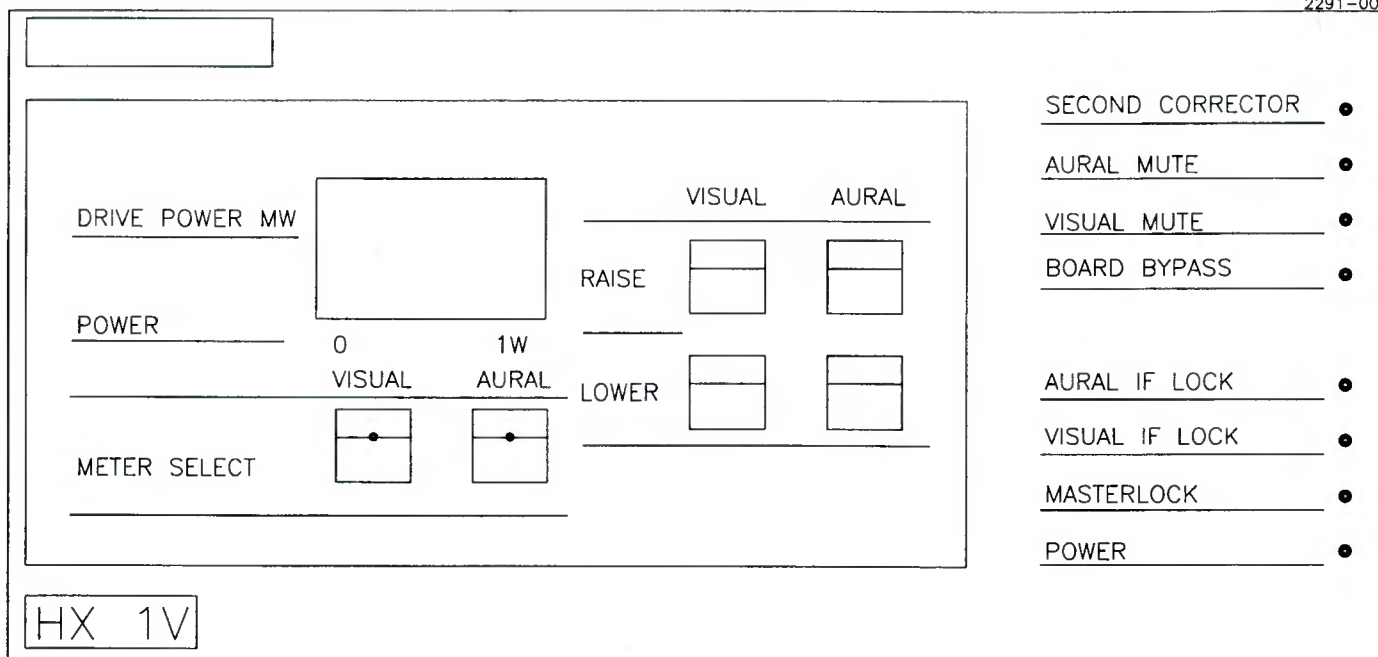 2291-00
SECOND CORRECTOR
AURAL MUTE
VISUAL MUTE
BOARD BYPASS
DRIVE POWER MW
POWER
0 1W
VISUAL AURAL
METER SELECT
VISUAL AURAL
RAISE
LOWER
AURAL IF LOCK
VISUAL IF LOCK
MASTERLOCK
POWER
HX 1V